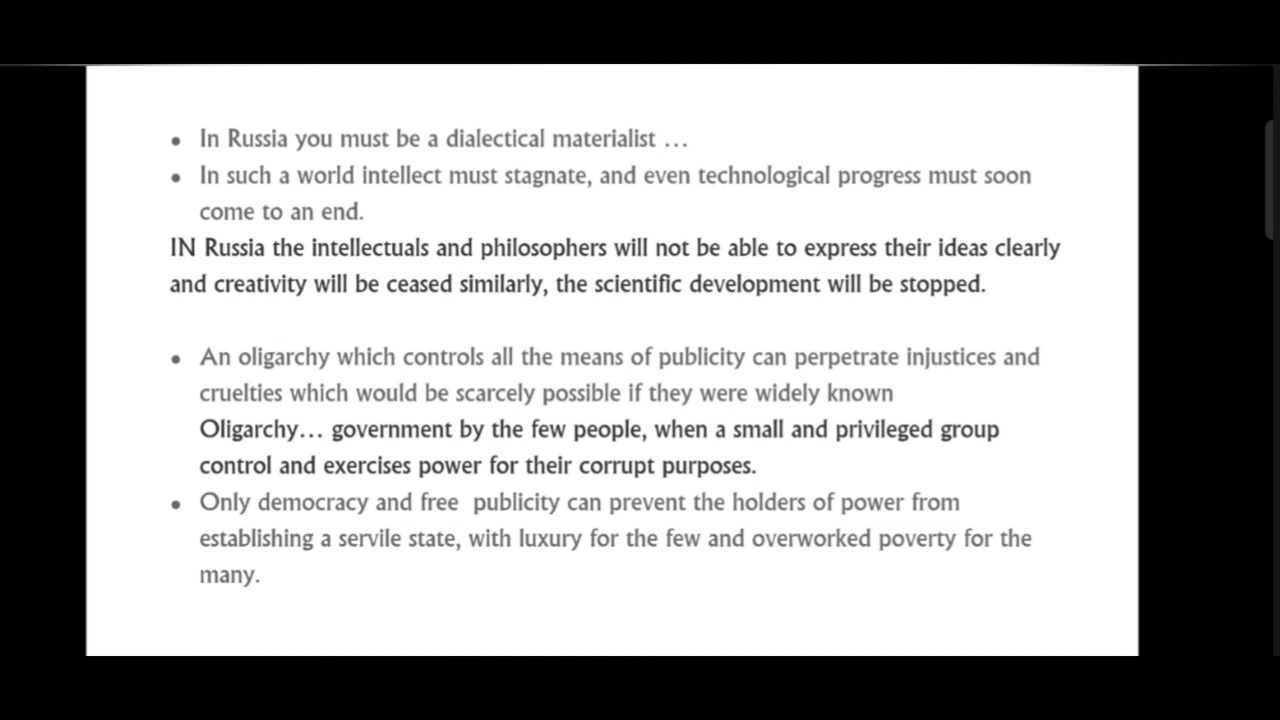 • In Russia you must be a dialectical materialist …
• In such a world intellect must stagnate, and even technological progress must soon
come to an end.
IN Russia the intellectuals and philosophers will not be able to express their ideas clearly
and creativity will be ceased similarly, the scientific development will be stopped.
• An oligarchy which controls all the means of publicity can perpetrate injustices and
cruelties which would be scarcely possible if they were widely known
Oligarchy… government by the few people, when a small and privileged group
control and exercises power for their corrupt purposes.
• Only democracy and free  publicity can prevent the holders of power from
establishing a servile state, with luxury for the few and overworked poverty for the
many.